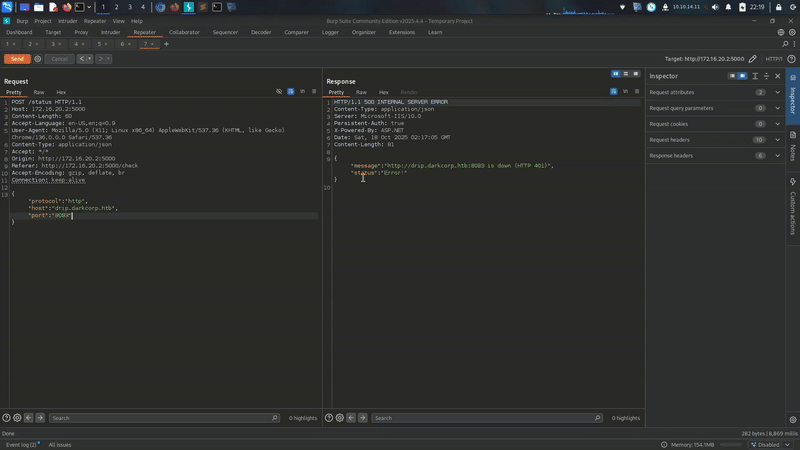 Burp Suite Community Edition v2025.4.4 - Temporary Project
1 2 3 4
10.10.14.11
22:19
Burp Project Intruder Repeater View Help
Dashboard Target Proxy Intruder Repeater Collaborator Sequencer Decoder Comparer Logger Organizer Extensions Learn
Settings
1 × 2 × 3 × 4 × 5 × 6 × 7 × +
Send Cancel
Target: http://172.16.20.2:5000
HTTP/1
Request
Pretty Raw Hex
1 POST /status HTTP/1.1
2 Host: 172.16.20.2:5000
3 Content-Length: 80
4 Accept-Language: en-US,en;q=0.9
5 User-Agent: Mozilla/5.0 (X11; Linux x86_64) AppleWebKit/537.36 (KHTML, like Gecko)
Chrome/136.0.0.0 Safari/537.36
6 Content-Type: application/json
7 Accept: */*
8 Origin: http://172.16.20.2:5000
9 Referer: http://172.16.20.2:5000/check
10 Accept-Encoding: gzip, deflate, br
11 Connection: keep-alive
12
13 {
"protocol":"http",
"host":"drip.darkcorp.htb",
"port":"8083"
}
Response
Pretty Raw Hex Render
1 HTTP/1.1 500 INTERNAL SERVER ERROR
2 Content-Type: application/json
3 Server: Microsoft-IIS/10.0
4 Persistent-Auth: true
5 X-Powered-By: ASP.NET
6 Date: Sat, 18 Oct 2025 02:17:05 GMT
7 Content-Length: 81
8
9 {
"message":"http://drip.darkcorp.htb:8083 is down (HTTP 401)",
"status":"Error!"
}
10
Inspector
Request attributes 2
Request query parameters 0
Request cookies 0
Request headers 10
Response headers 6
Inspector
Notes
Custom actions
Search 0 highlights
Search 0 highlights
Done
282 bytes | 8,869 millis
Event log (2) All issues
Memory: 154.1MB
Disabled